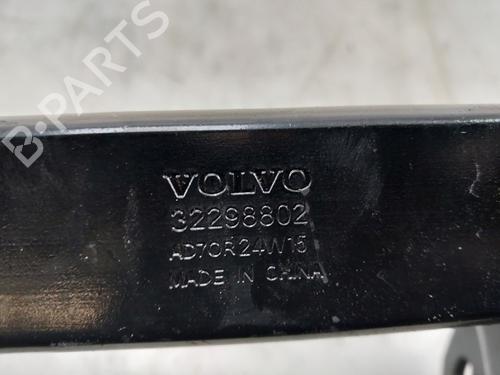 B-PARTS
VOLVO
32298802
AD70R24W15
MADE IN CHINA